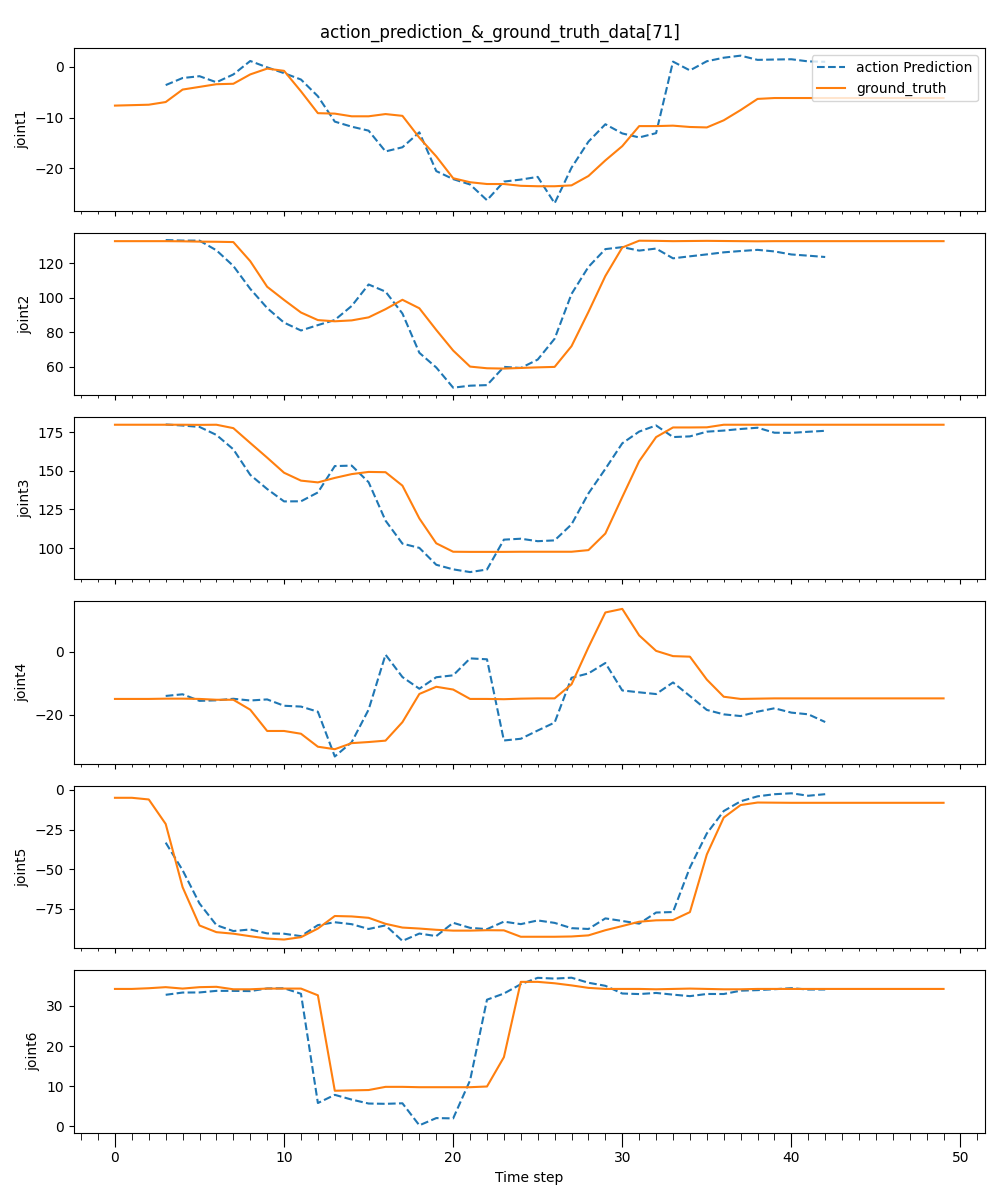 action_prediction_&_ground_truth_data[71]
action Prediction
ground_truth
0
−10
−20
joint1
120
100
80
60
joint2
175
150
125
100
joint3
0
−20
joint4
0
−25
−50
−75
joint5
30
20
10
0
joint6
0 10 20 30 40 50
Time step